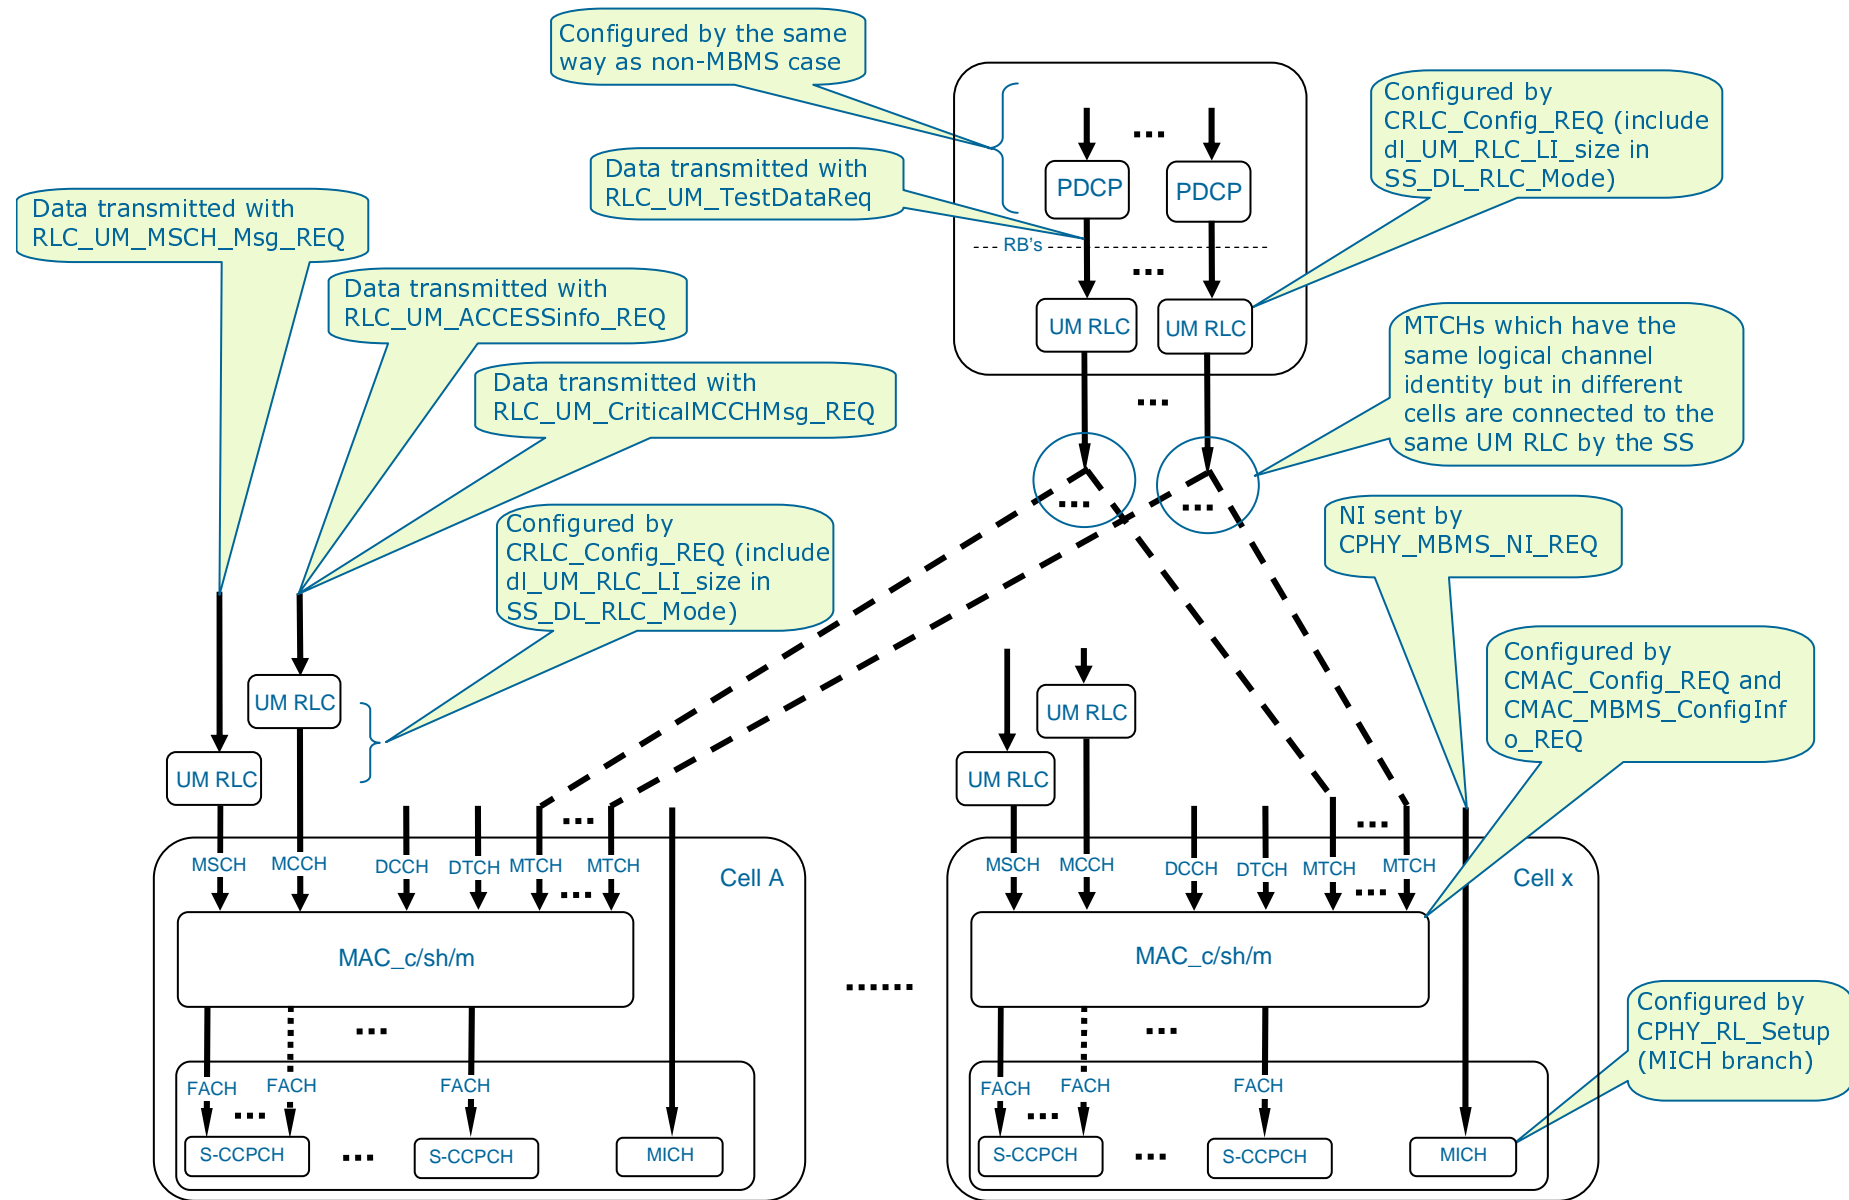 Configured by the same
way as non-MBMS case
Configured by
CRLC_Config_REQ (include
dl_UM_RLC_LI_size in
SS_DL_RLC_Mode)
Data transmitted with
RLC_UM_TestDataReq
PDCP
PDCP
Data transmitted with
RLC_UM_MSCH_Msg_REQ
RB's
Data transmitted with
RLC_UM_ACCESSinfo_REQ
UM RLC
UM RLC
MTCHs which have the
same logical channel
identity but in different
cells are connected to the
same UM RLC by the SS
Data transmitted with
RLC_UM_CriticalMCCHMsg_REQ
Configured by
CRLC_Config_REQ (include
dl_UM_RLC_LI_size in
SS_DL_RLC_Mode)
NI sent by
CPHY_MBMS_NI_REQ
Configured by
CMAC_Config_REQ and
CMAC_MBMS_ConfigInf
o_REQ
UM RLC
UM RLC
UM RLC
UM RLC
MSCH
MCCH
DCCH
DTCH
MTCH
MTCH
Cell A
MSCH
MCCH
DCCH
DTCH
MTCH
MTCH
Cell x
MAC_c/sh/m
MAC_c/sh/m
Configured by
CPHY_RL_Setup
(MICH branch)
FACH
FACH
FACH
FACH
FACH
FACH
S-CCPCH
S-CCPCH
MICH
S-CCPCH
S-CCPCH
MICH